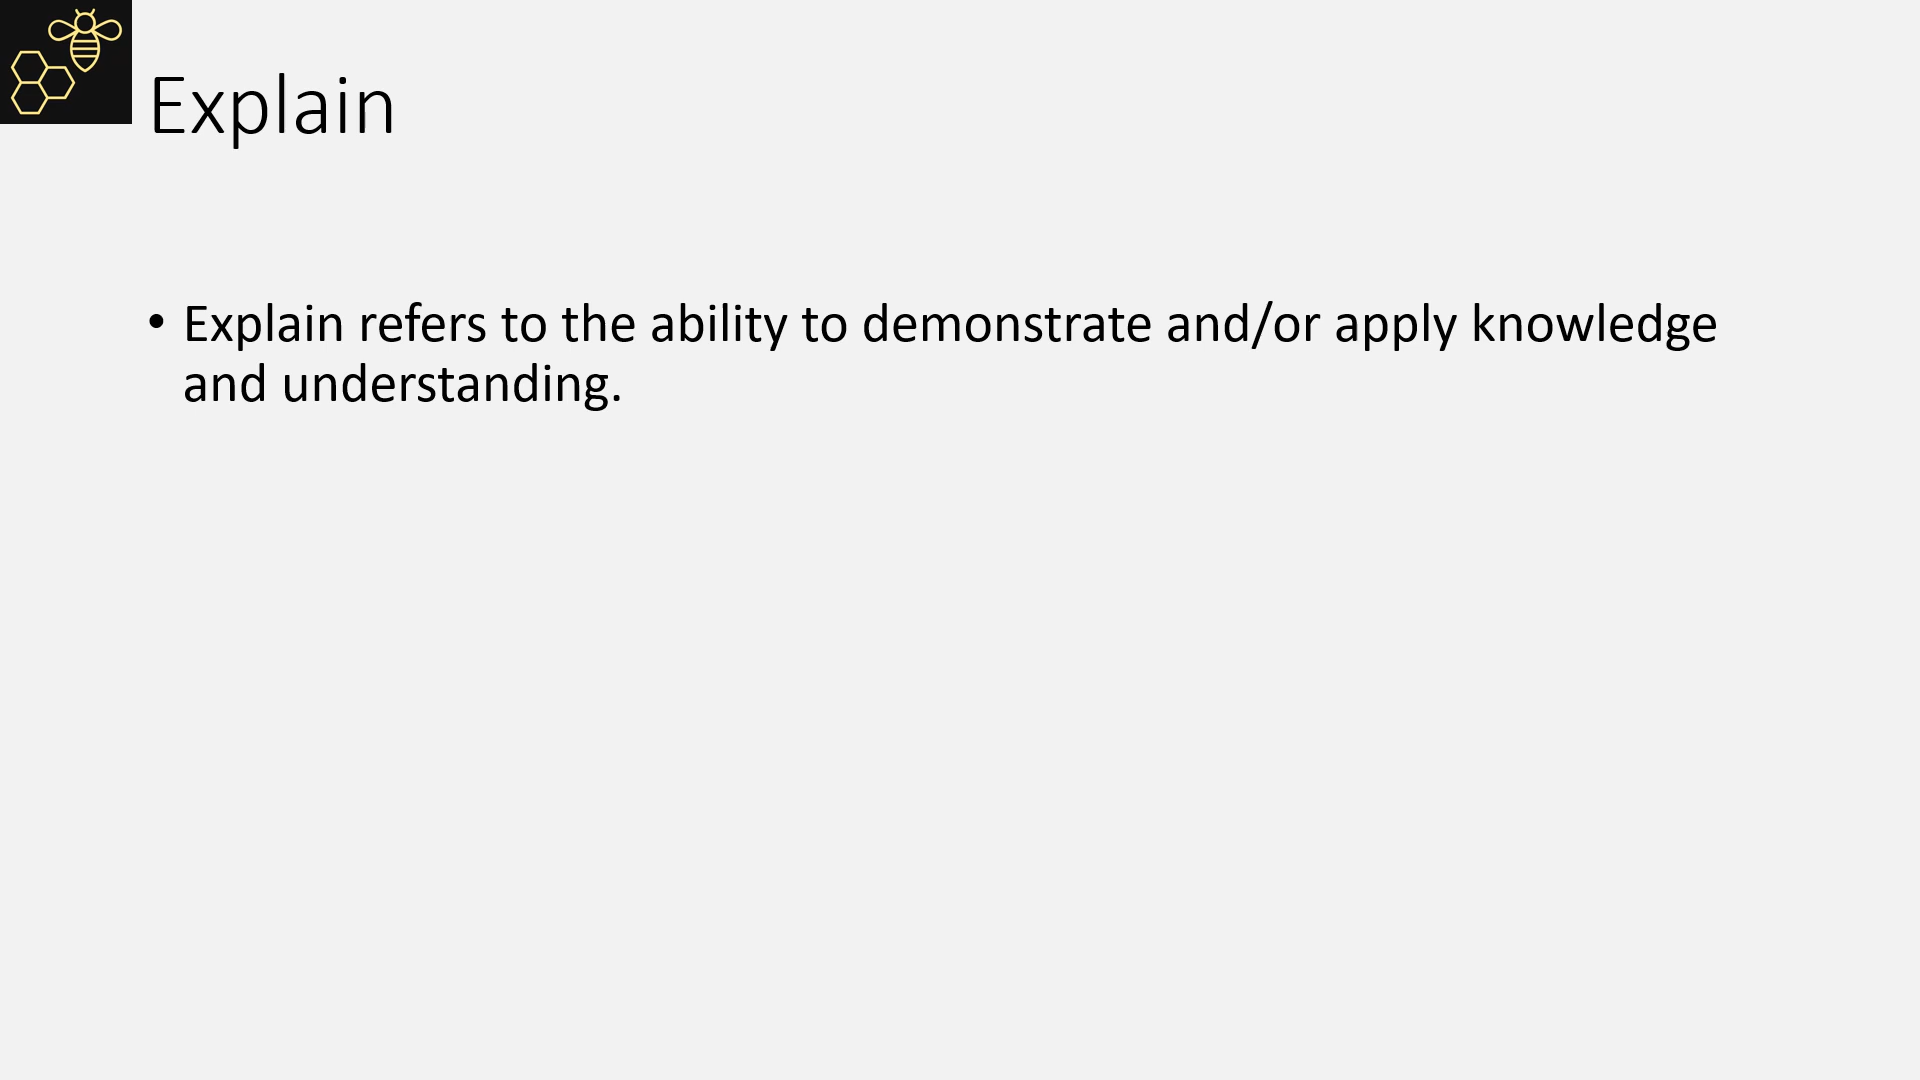 Explain
• Explain refers to the ability to demonstrate and/or apply knowledge
and understanding.